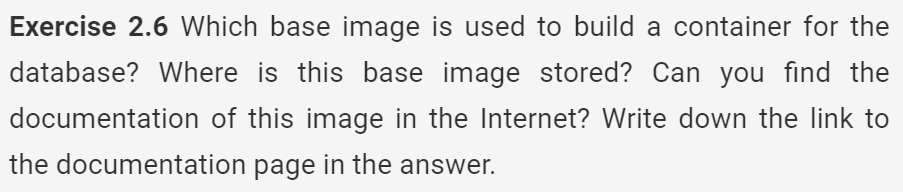 Exercise 2.6 Which base image is used to build a container for the
database? Where is this base image stored? Can you find the
documentation of this image in the Internet? Write down the link to
the documentation page in the answer.